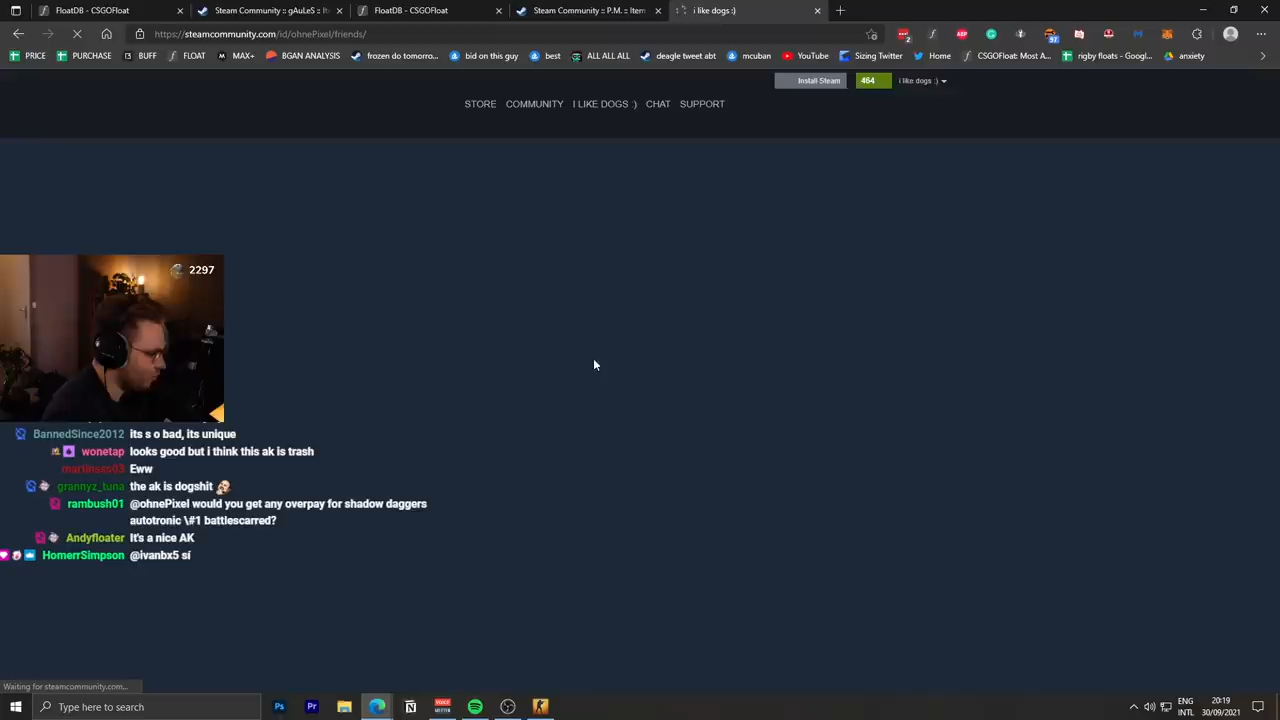 FloatDB - CSGOFloat
Steam Community :: gAuLeS :: Ite
FloatDB - CSGOFloat
Steam Community :: P.M. :: Item
i like dogs :)
https://steamcommunity.com/id/ohnePixel/friends/
PRICE
PURCHASE
BUFF
FLOAT
MAX+
BGAN ANALYSIS
frozen do tomorro...
bid on this guy
best
ALL ALL ALL
deagle tweet abt
mcuban
YouTube
Sizing Twitter
Home
CSGOFloat: Most A...
rigby floats - Googl...
anxiety
Install Steam
464
i like dogs :)
STORE COMMUNITY I LIKE DOGS :) CHAT SUPPORT
2297
BannedSince2012 its s o bad, its unique
wonetap looks good but i think this ak is trash
martinsss03 Eww
grannyz_tuna the ak is dogshit
rambush01 @ohnePixel would you get any overpay for shadow daggers
autotronic \#1 battlescarred?
Andyfloater It's a nice AK
HomerrSimpson @ivanbx5 sí
Waiting for steamcommunity.com...
Type here to search
ENG
INTL
20:19
30/09/2021